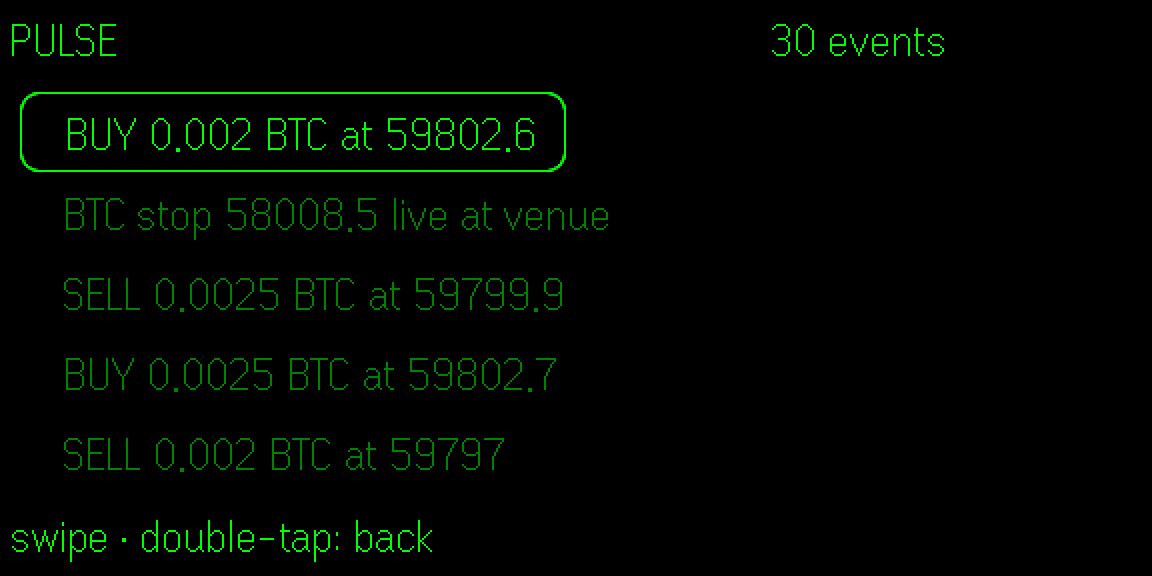 PULSE 30 events
BUY 0.002 BTC at 59802.6
BTC stop 58008.5 live at venue
SELL 0.0025 BTC at 59799.9
BUY 0.0025 BTC at 59802.7
SELL 0.002 BTC at 59797
swipe · double-tap: back